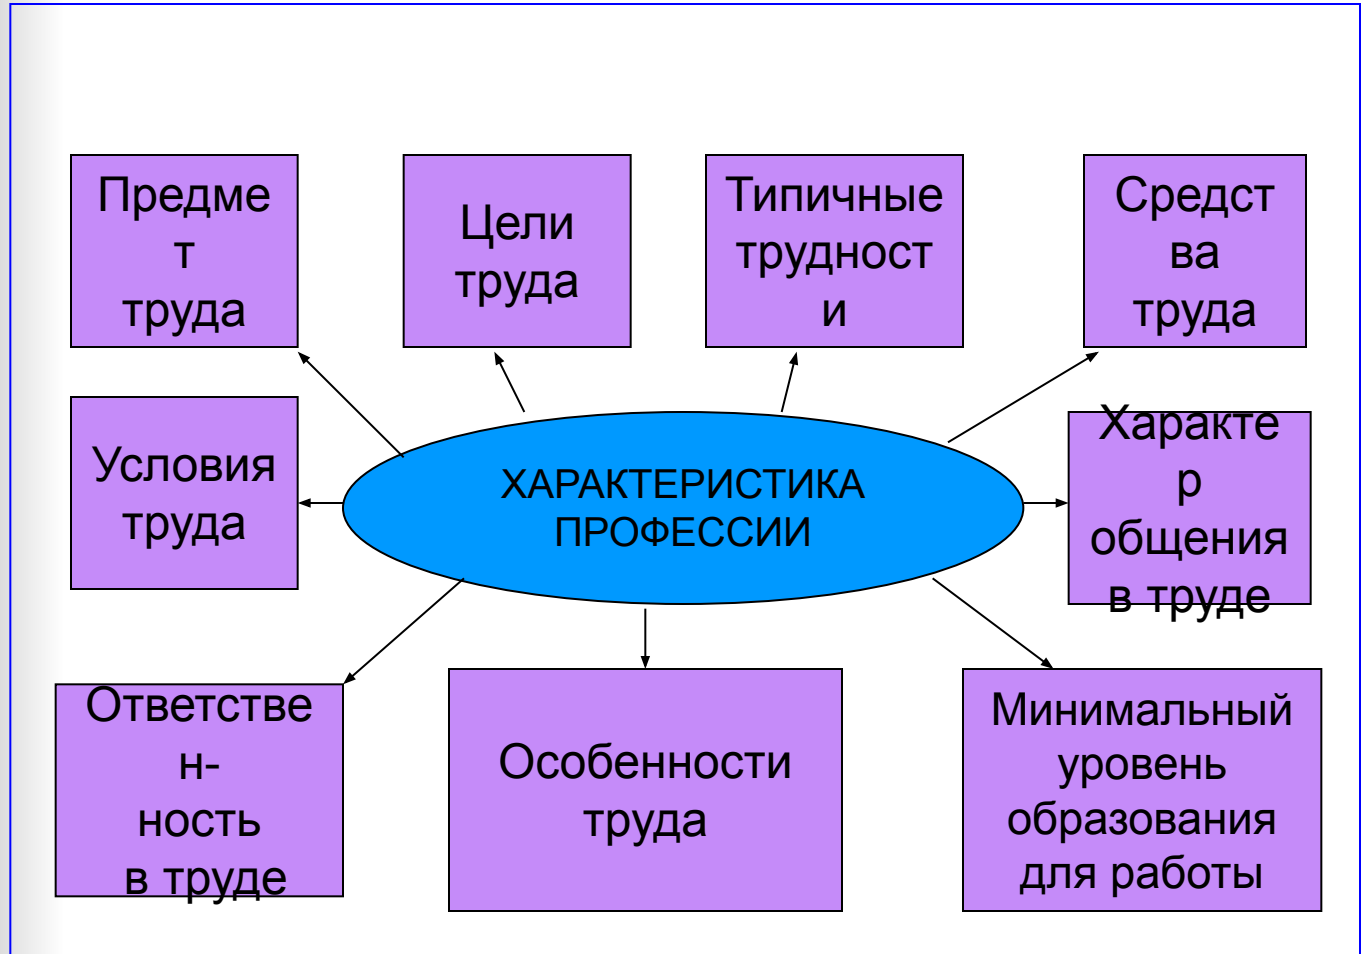 Предме
т
труда
Цели
труда
Типичные
трудност
и
Средст
ва
труда
Условия
труда
ХАРАКТЕРИСТИКА
ПРОФЕССИИ
Характе
р
общения
в труде
Ответстве
н-
ность
в труде
Особенности
труда
Минимальный
уровень
образования
для работы